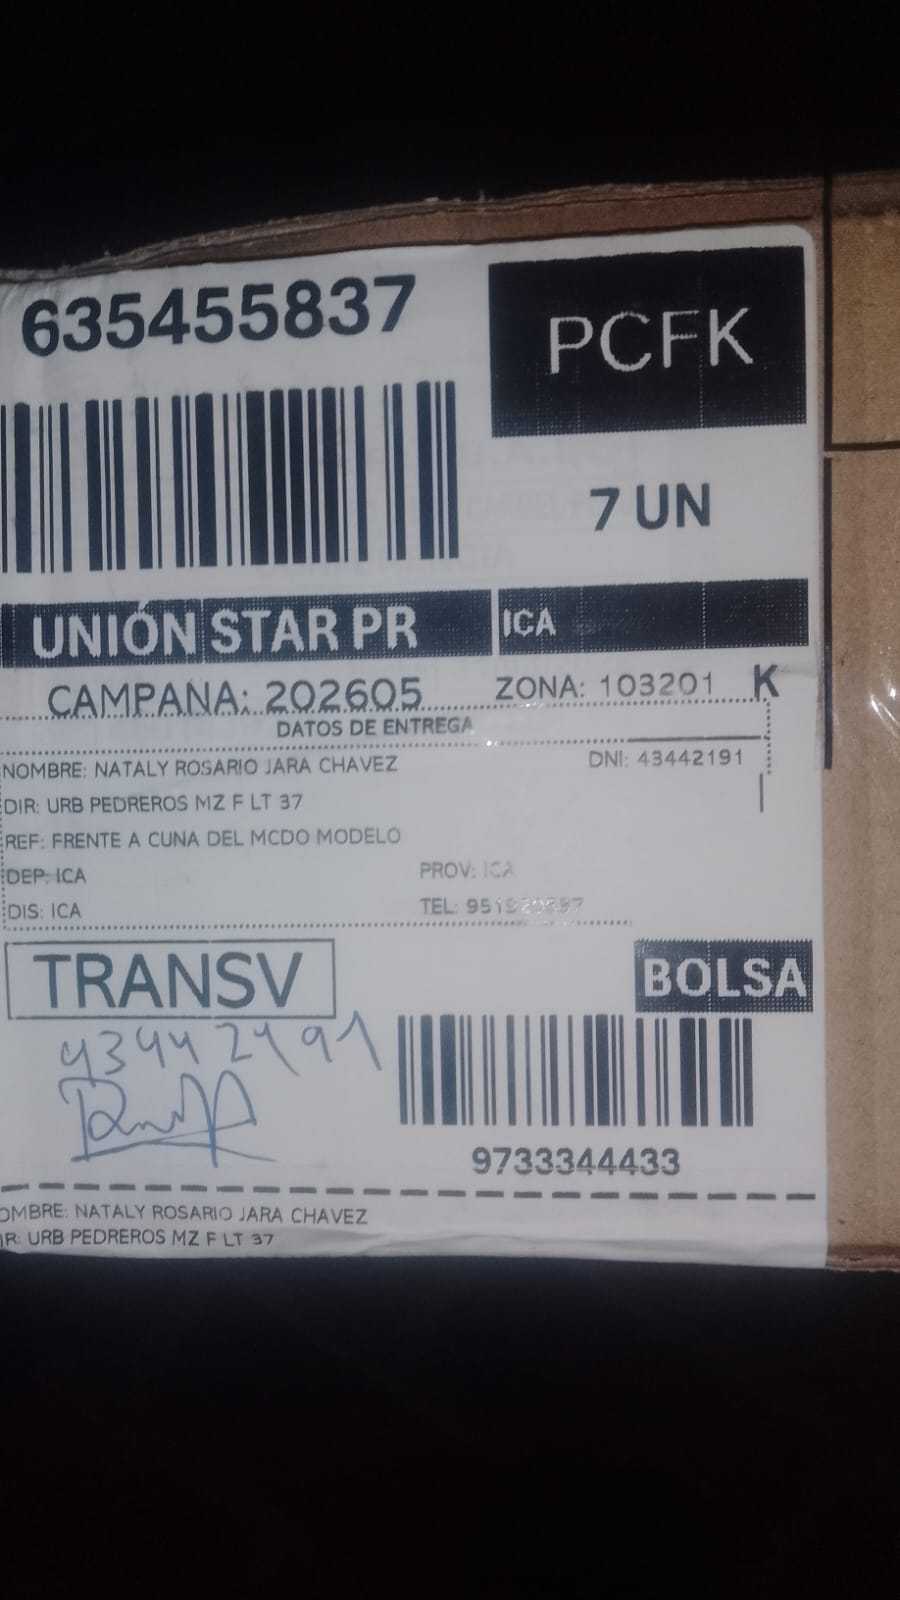 635455837
PCFK
7 UN
UNIÓN STAR PR
ICA
CAMPANA: 202605
ZONA: 103201
K
DATOS DE ENTREGA
NOMBRE: NATALY ROSARIO JARA CHAVEZ
DNI: 43442191
DIR: URB PEDREROS MZ F LT 37
REF: FRENTE A CUNA DEL MCDO MODELO
DEP: ICA
PROV: ICA
DIS: ICA
TEL:
TRANSV
BOLSA
43442191
9733344433
OMBRE: NATALY ROSARIO JARA CHAVEZ
IR: URB PEDREROS MZ F LT 37